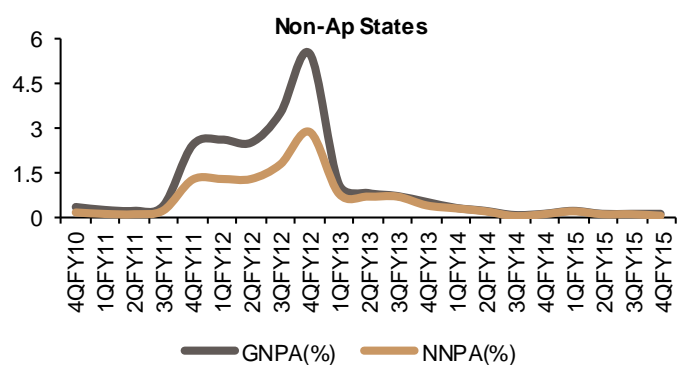 Non-Ap States
6
4.5
3
1.5
0
4QFY10
1QFY11
2QFY11
3QFY11
4QFY11
1QFY12
2QFY12
3QFY12
4QFY12
1QFY13
2QFY13
3QFY13
4QFY13
1QFY14
2QFY14
3QFY14
4QFY14
1QFY15
2QFY15
3QFY15
4QFY15
GNPA(%) NNPA(%)